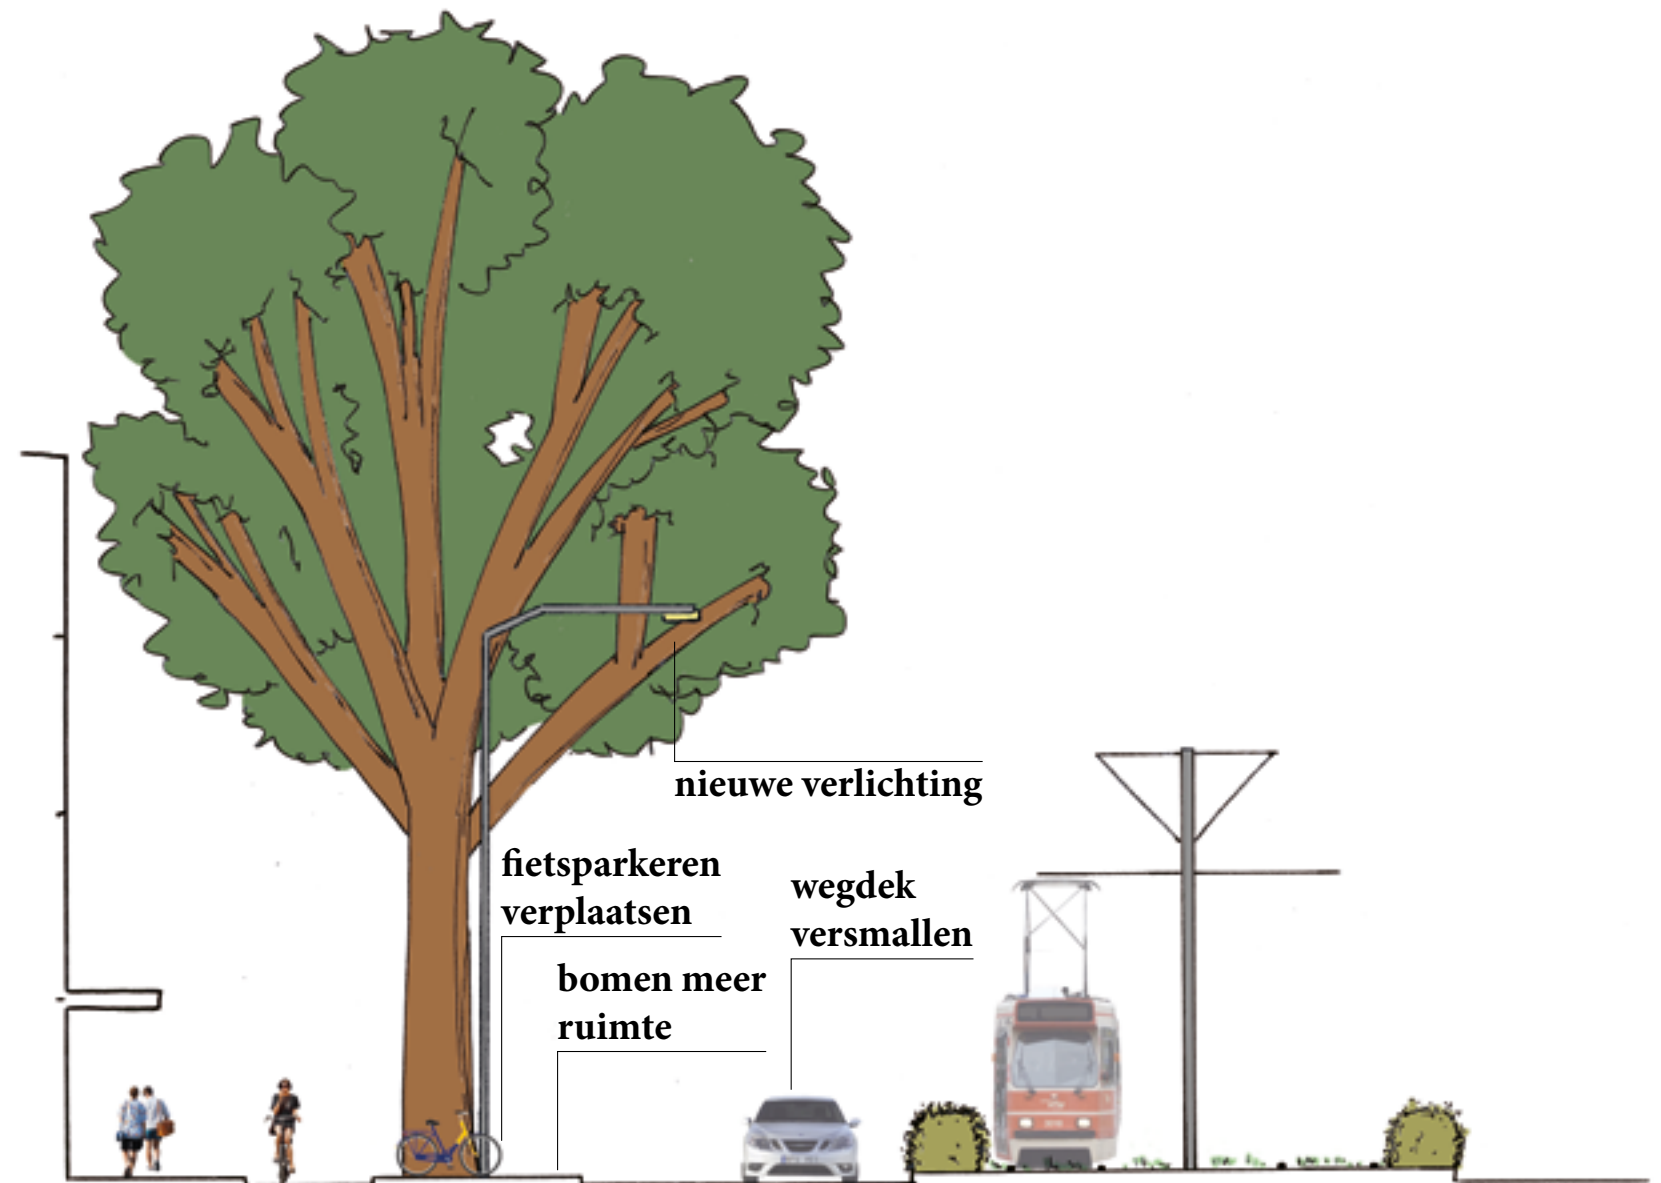 nieuwe verlichting
fietsparkeren
verplaatsen
wegdek
versmallen
bomen meer
ruimte